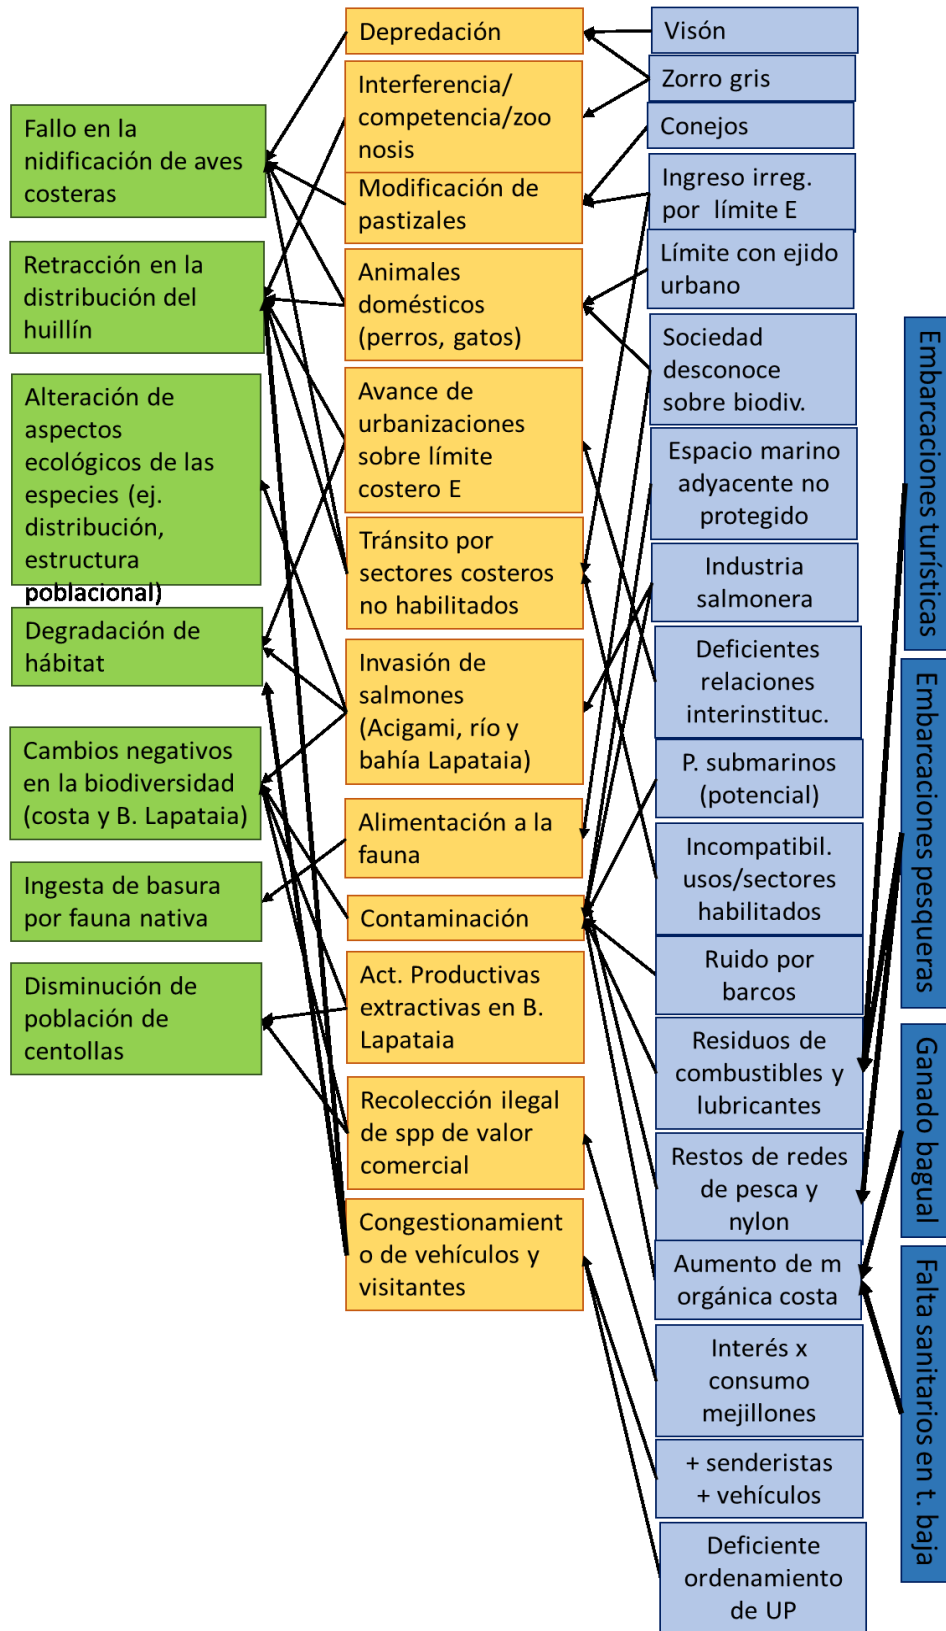 Fallo en la
nidificación de aves
costeras
Retracción en la
distribución del
huillín
Alteración de
aspectos
ecológicos de las
especies (ej.
distribución,
estructura
poblacional)
Degradación de
hábitat
Cambios negativos
en la biodiversidad
(costa y B. Lapataia)
Ingesta de basura
por fauna nativa
Disminución de
población de
centollas
Depredación
Interferencia/
competencia/zoo
nosis
Modificación de
pastizales
Animales
domésticos
(perros, gatos)
Avance de
urbanizaciones
sobre límite
costero E
Tránsito por
sectores costeros
no habilitados
Invasión de
salmones
(Acigami, río y
bahía Lapataia)
Alimentación a la
fauna
Contaminación
Act. Productivas
extractivas en B.
Lapataia
Recolección ilegal
de spp de valor
comercial
Congestionamient
o de vehículos y
visitantes
Visón
Zorro gris
Conejos
Ingreso irreg.
por límite E
Límite con ejido
urbano
Sociedad
desconoce
sobre biodiv.
Espacio marino
adyacente no
protegido
Industria
salmonera
Deficientes
relaciones
interinstituc.
P. submarinos
(potencial)
Incompatibil.
usos/sectores
habilitados
Ruido por
barcos
Residuos de
combustibles y
lubricantes
Restos de redes
de pesca y
nylon
Aumento de m
orgánica costa
Interés x
consumo
mejillones
+ senderistas
+ vehículos
Deficiente
ordenamiento
de UP
Embarcaciones turísticas
Embarcaciones pesqueras
Ganado bagual
Falta sanitarios en t. baja